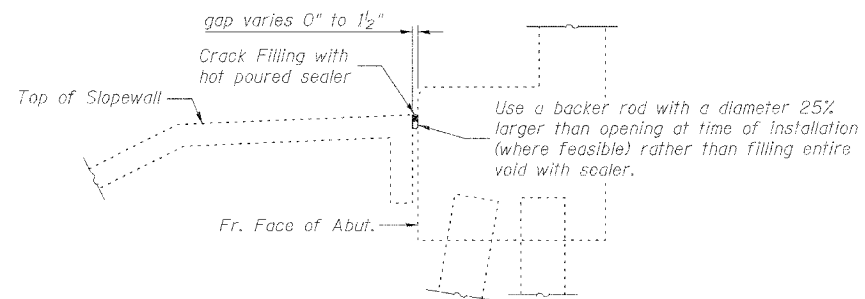 gap varies 0" to 1½"
Crack Filling with
hot poured sealer
Top of Slopewall
Use a backer rod with a diameter 25%
larger than opening at time of installation
(where feasible) rather than filling entire
void with sealer.
Fr. Face of Abut.